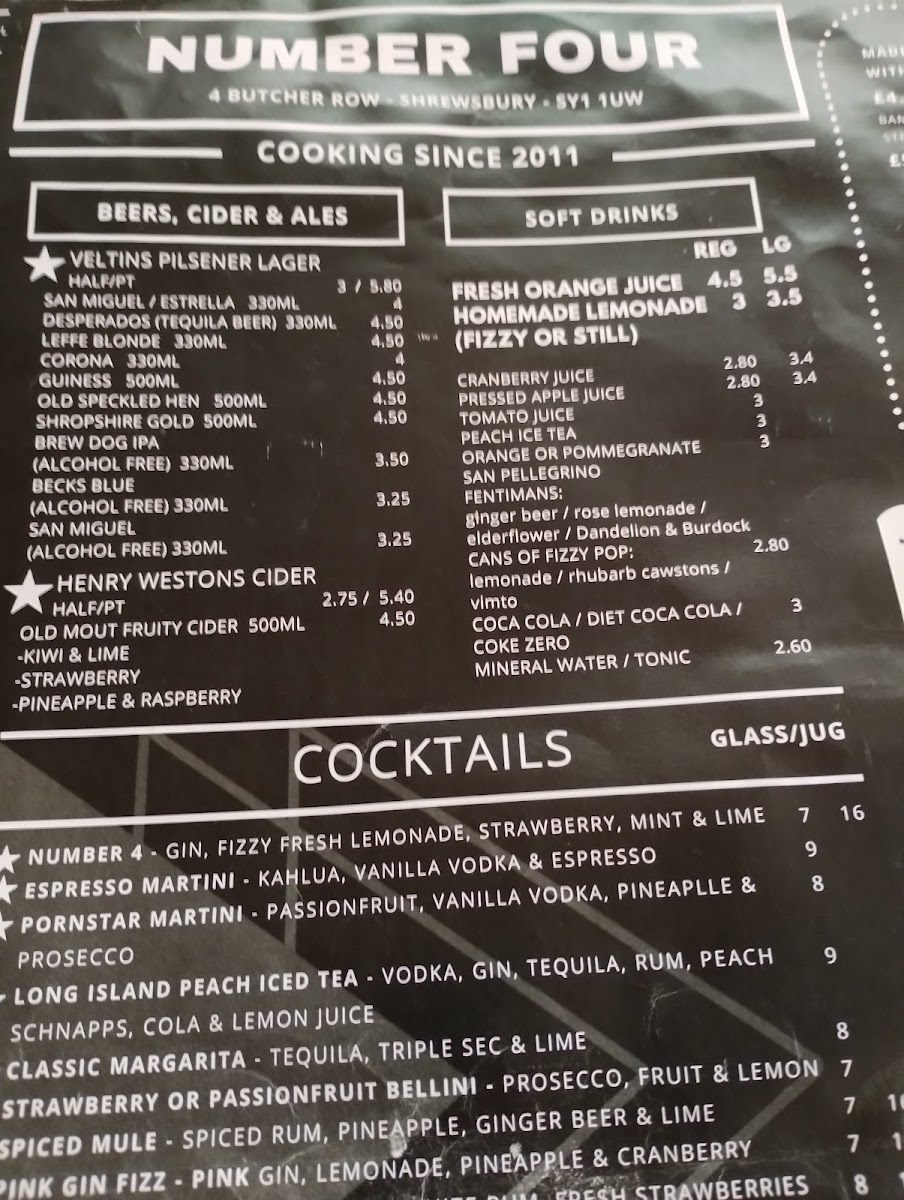 NUMBER FOUR
4 BUTCHER ROW - SHREWSBURY - SY1 1UW
COOKING SINCE 2011
BEERS, CIDER & ALES
VELTINS PILSENER LAGER
HALF/PT 3 / 5.80
SAN MIGUEL / ESTRELLA 330ML 4
DESPERADOS (TEQUILA BEER) 330ML 4.50
LEFFE BLONDE 330ML 4.50
CORONA 330ML 4
GUINESS 500ML 4.50
OLD SPECKLED HEN 500ML 4.50
SHROPSHIRE GOLD 500ML 4.50
BREW DOG IPA
(ALCOHOL FREE) 330ML 3.50
BECKS BLUE
(ALCOHOL FREE) 330ML 3.25
SAN MIGUEL
(ALCOHOL FREE) 330ML 3.25
HENRY WESTONS CIDER
HALF/PT 2.75 / 5.40
OLD MOUT FRUITY CIDER 500ML 4.50
-KIWI & LIME
-STRAWBERRY
-PINEAPPLE & RASPBERRY
SOFT DRINKS
REG LG
FRESH ORANGE JUICE 4.5 5.5
HOMEMADE LEMONADE 3 3.5
(FIZZY OR STILL)
CRANBERRY JUICE 2.80 3.4
PRESSED APPLE JUICE 2.80 3.4
TOMATO JUICE 3
PEACH ICE TEA 3
ORANGE OR POMMEGRANATE 3
SAN PELLEGRINO
FENTIMANS:
ginger beer / rose lemonade /
elderflower / Dandelion & Burdock
CANS OF FIZZY POP: 2.80
lemonade / rhubarb cawstons /
vimto
COCA COLA / DIET COCA COLA / 3
COKE ZERO
MINERAL WATER / TONIC 2.60
COCKTAILS
GLASS/JUG
NUMBER 4 - GIN, FIZZY FRESH LEMONADE, STRAWBERRY, MINT & LIME 7 16
ESPRESSO MARTINI - KAHLUA, VANILLA VODKA & ESPRESSO 9
PORNSTAR MARTINI - PASSIONFRUIT, VANILLA VODKA, PINEAPLLE & 8
PROSECCO
LONG ISLAND PEACH ICED TEA - VODKA, GIN, TEQUILA, RUM, PEACH 9
SCHNAPPS, COLA & LEMON JUICE
CLASSIC MARGARITA - TEQUILA, TRIPLE SEC & LIME 8
STRAWBERRY OR PASSIONFRUIT BELLINI - PROSECCO, FRUIT & LEMON 7
SPICED MULE - SPICED RUM, PINEAPPLE, GINGER BEER & LIME 7
PINK GIN FIZZ - PINK GIN, LEMONADE, PINEAPPLE & CRANBERRY 7
RUM, FRESH STRAWBERRIES 8